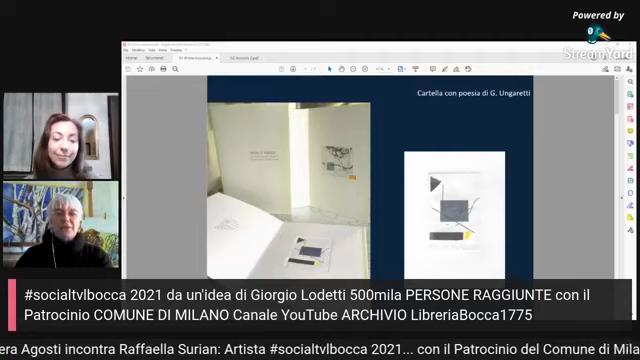 Powered by
StreamYard
Home
Cartella con poesia di G. Ungaretti
#socialtvlbocca 2021 da un'idea di Giorgio Lodetti 500mila PERSONE RAGGIUNTE con il
Patrocinio COMUNE DI MILANO Canale YouTube ARCHIVIO LibreriaBocca1775
era Agosti incontra Raffaella Surian: Artista #socialtvlbocca 2021... con il Patrocinio del Comune di Mila